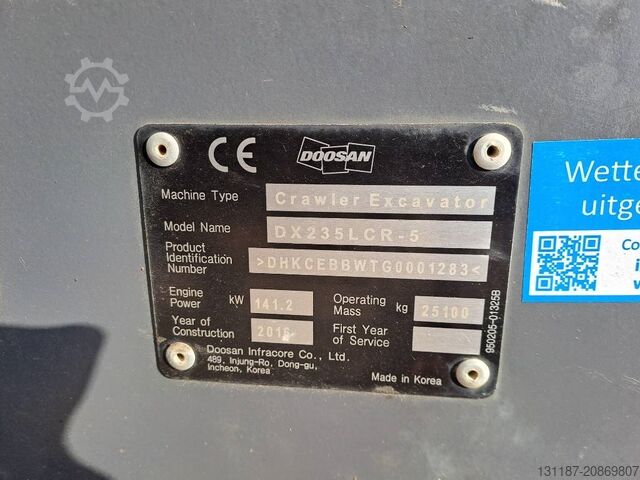 CE
DOOSAN
Machine Type Crawler Excavator
Model Name DX235LCR-5
Product Identification Number >DHKCEBBWTG0001283<
Engine Power kW 141.2 Operating Mass kg 25100
Year of Construction 2016 First Year of Service
Doosan Infracore Co., Ltd.
489, Injung-Ro, Dong-gu,
Incheon, Korea
Made in Korea
950205-01325B
Wette
uitge
Co
131187-20869807